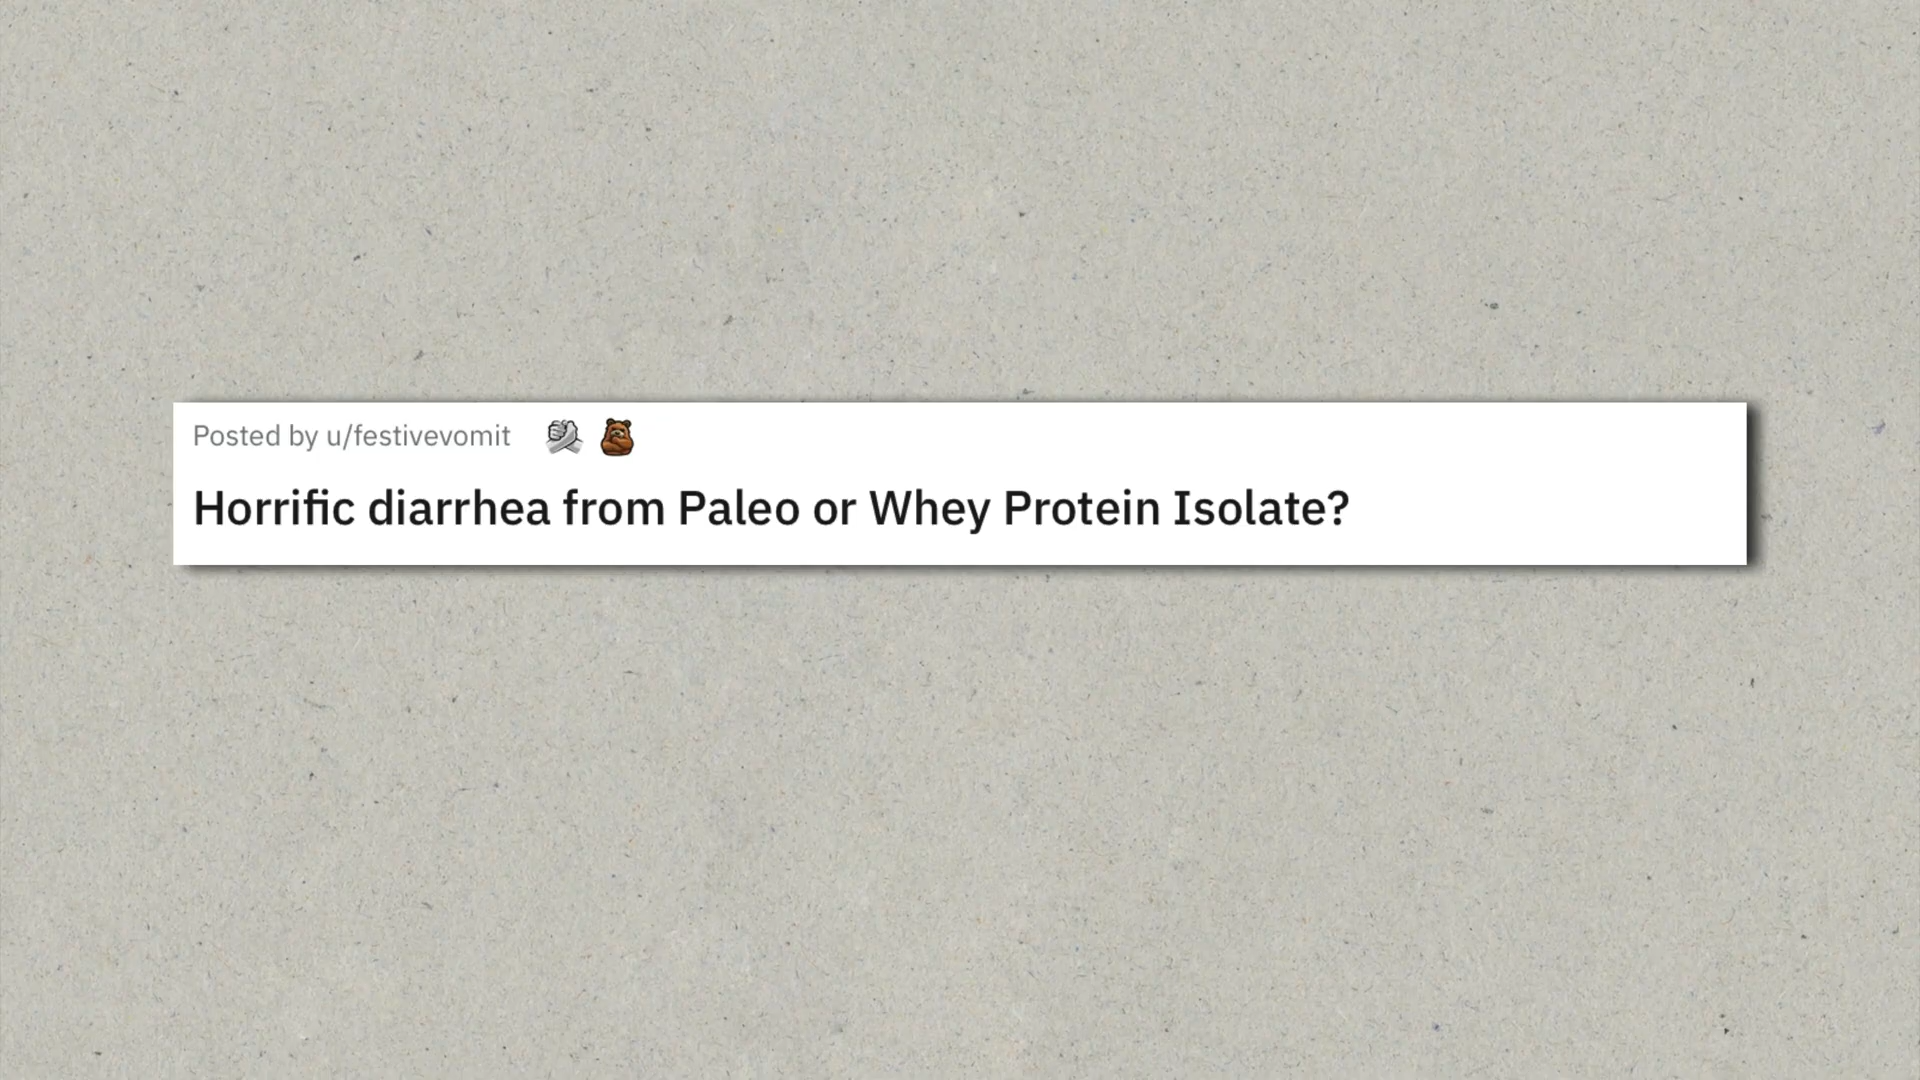 Posted by u/festivevomit
Horrific diarrhea from Paleo or Whey Protein Isolate?